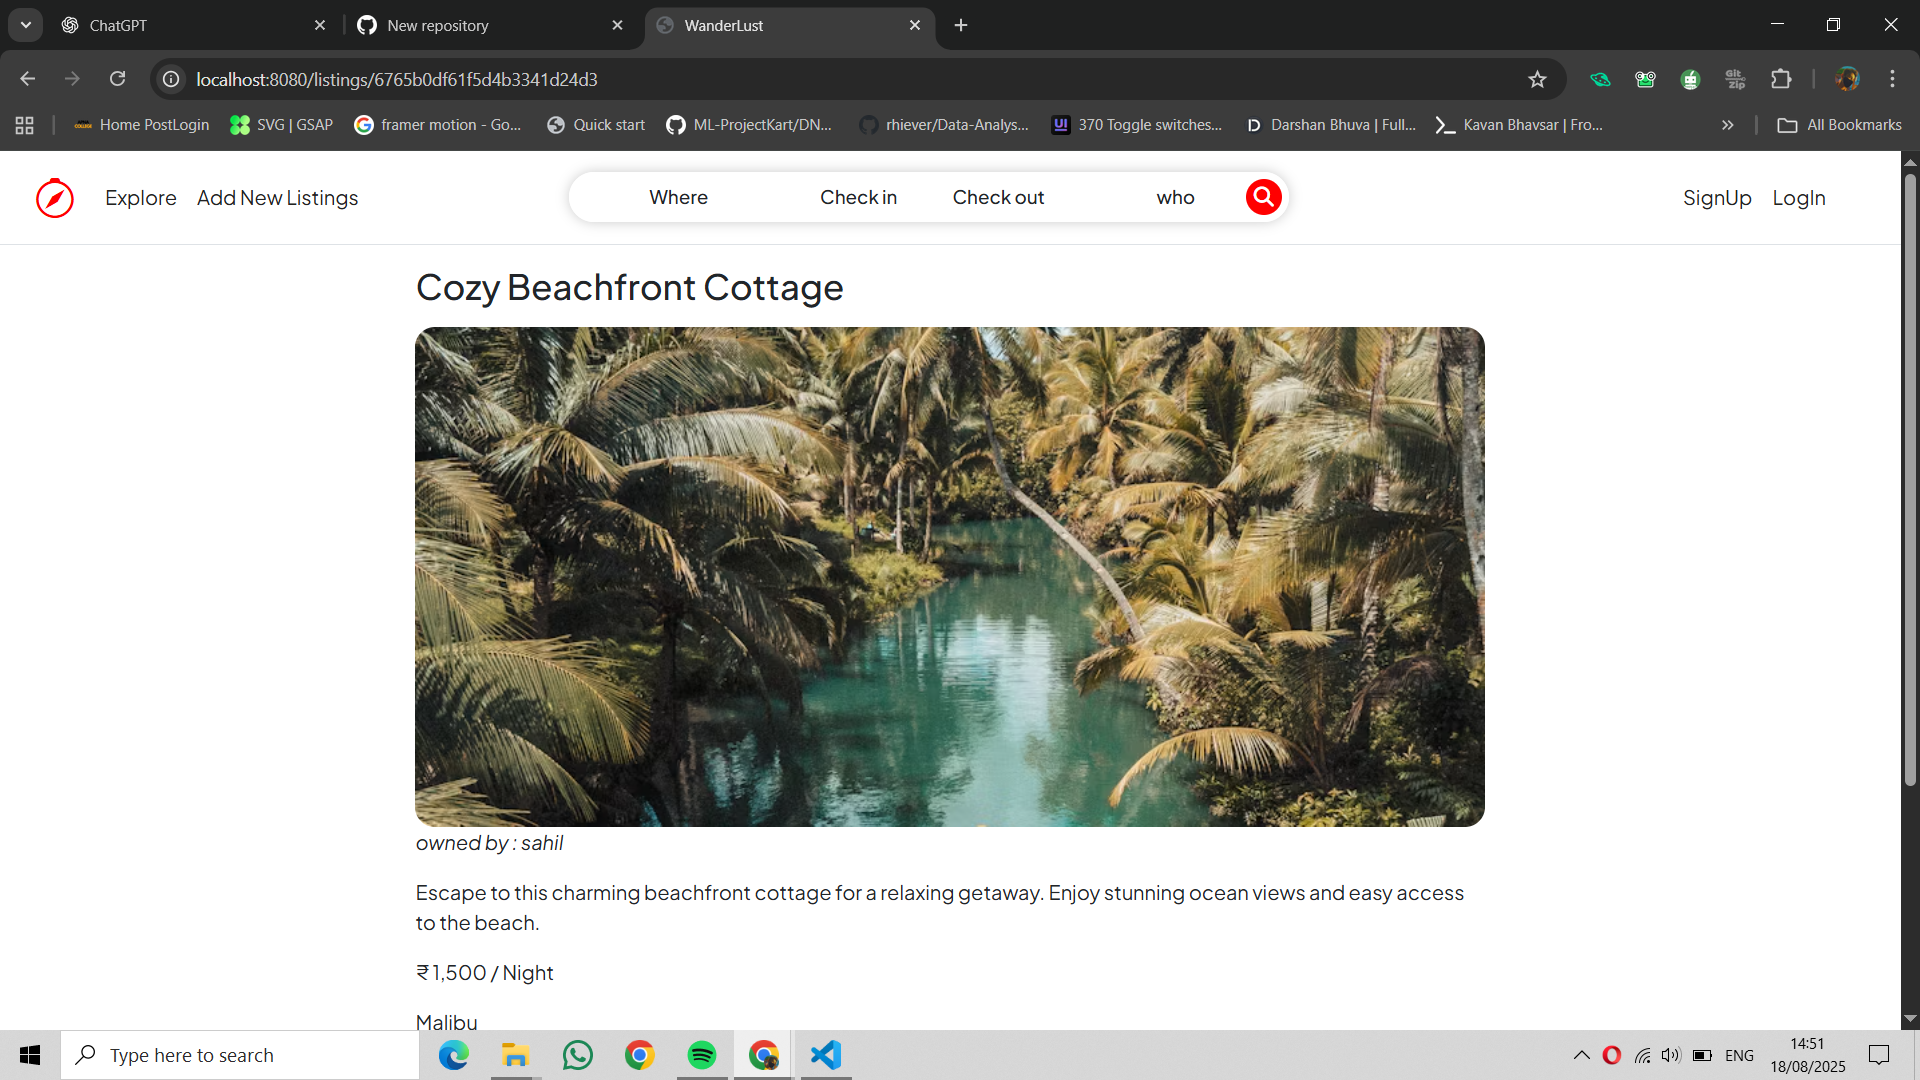 ChatGPT
New repository
WanderLust
localhost:8080/listings/6765b0df61f5d4b3341d24d3
Git
zip
COLLEGE Home PostLogin
SVG | GSAP
framer motion - Go...
Quick start
ML-ProjectKart/DN...
rhiever/Data-Analys...
UI 370 Toggle switches...
D Darshan Bhuva | Full...
Kavan Bhavsar | Fro...
All Bookmarks
Explore
Add New Listings
Where
Check in
Check out
who
SignUp
LogIn
Cozy Beachfront Cottage
owned by : sahil
Escape to this charming beachfront cottage for a relaxing getaway. Enjoy stunning ocean views and easy access
to the beach.
₹ 1,500 / Night
Malibu
Type here to search
ENG
14:51
18/08/2025